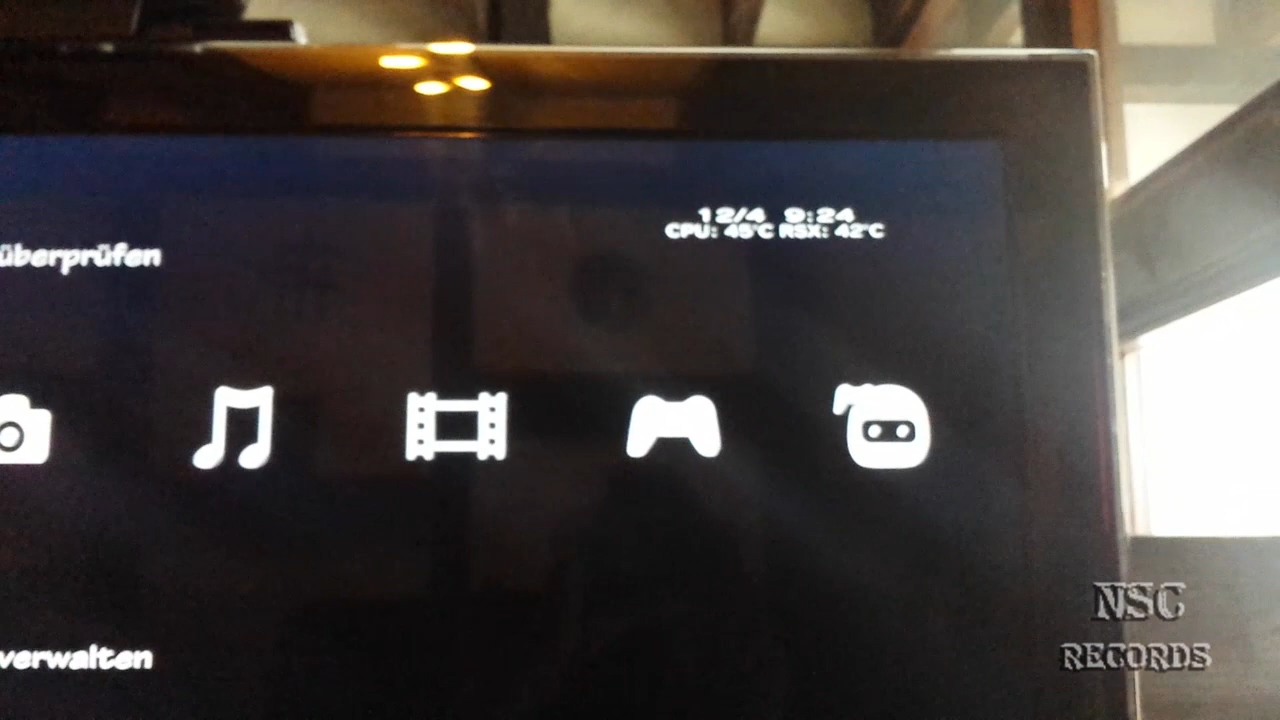 12/4 9:24
CPU: 45°C RSX: 42°C
überprüfen
verwalten
NSC
RECORDS